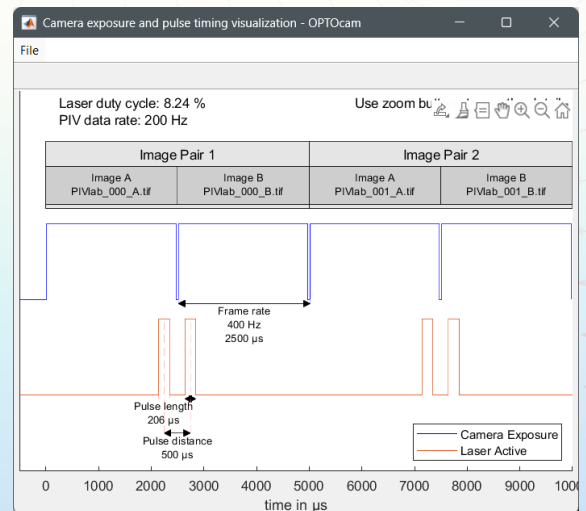 Camera exposure and pulse timing visualization - OPTOcam
File
Laser duty cycle: 8.24 %
Use zoom bu
PIV data rate: 200 Hz
Image Pair 1
Image Pair 2
Image A
PIVlab_000_A.tif
Image B
PIVlab_000_B.tif
Image A
PIVlab_001_A.tif
Image B
PIVlab_001_B.tif
Frame rate
400 Hz
2500 µs
Pulse length
206 µs
Pulse distance
500 µs
Camera Exposure
Laser Active
0 1000 2000 3000 4000 5000 6000 7000 8000 9000 1000
time in µs